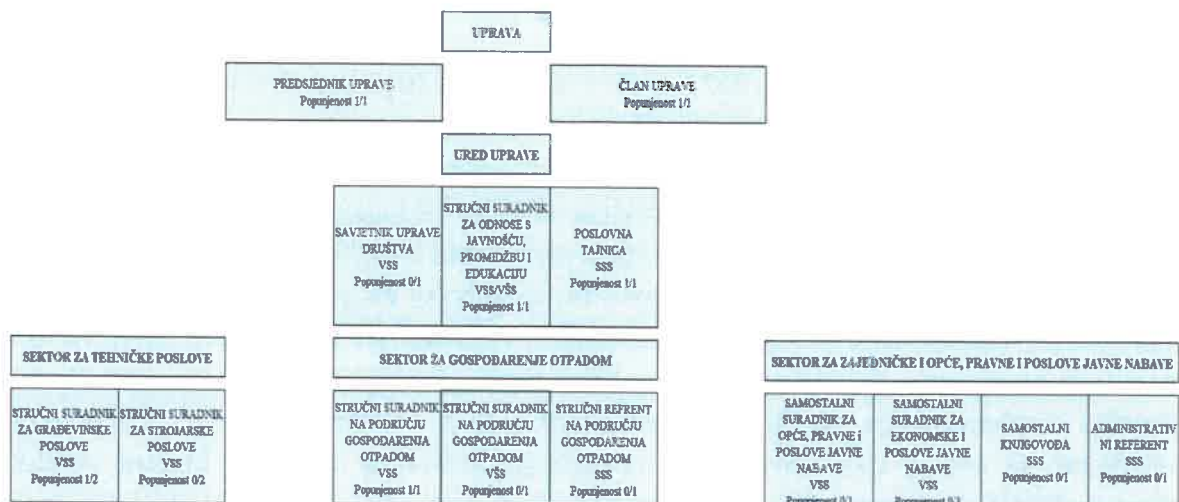 UPRAVA
PREDSJEDNIK UPRAVE
Popunjenost 1/1
ČLAN UPRAVE
Popunjenost 1/1
URED UPRAVE
SAVJETNIK UPRAVE
DRUŠTVA
VSS
Popunjenost 0/1
STRUČNI SURADNIK
ZA ODNOSE S
JAVNOŠĆU,
PROMIDŽBU I
EDUKACIJU
VSS/VŠS
Popunjenost 1/1
POSLOVNA
TAJNICA
SSS
Popunjenost 1/1
SEKTOR ZA TEHNIČKE POSLOVE
STRUČNI SURADNIK
ZA GRAĐEVINSKE
POSLOVE
VSS
Popunjenost 1/2
STRUČNI SURADNIK
ZA STROJARSKE
POSLOVE
VSS
Popunjenost 0/2
SEKTOR ZA GOSPODARENJE OTPADOM
STRUČNI SURADNIK
NA PODRUČJU
GOSPODARENJA
OTPADOM
VSS
Popunjenost 1/1
STRUČNI SURADNIK
NA PODRUČJU
GOSPODARENJA
OTPADOM
VŠS
Popunjenost 0/1
STRUČNI REFRENT
NA PODRUČJU
GOSPODARENJA
OTPADOM
SSS
Popunjenost 0/1
SEKTOR ZA ZAJEDNIČKE I OPĆE, PRAVNE I POSLOVE JAVNE NABAVE
SAMOSTALNI
SURADNIK ZA
OPĆE, PRAVNE i
POSLOVE JAVNE
NABAVE
VSS
Popunjenost
SAMOSTALNI
SURADNIK ZA
EKONOMSKE I
POSLOVE JAVNE
NABAVE
VSS
Popunjenost
SAMOSTALNI
KNJIGOVOĐA
SSS
Popunjenost 0/1
ADMINISTRATIV
NI REFERENT
SSS
Popunjenost 0/1